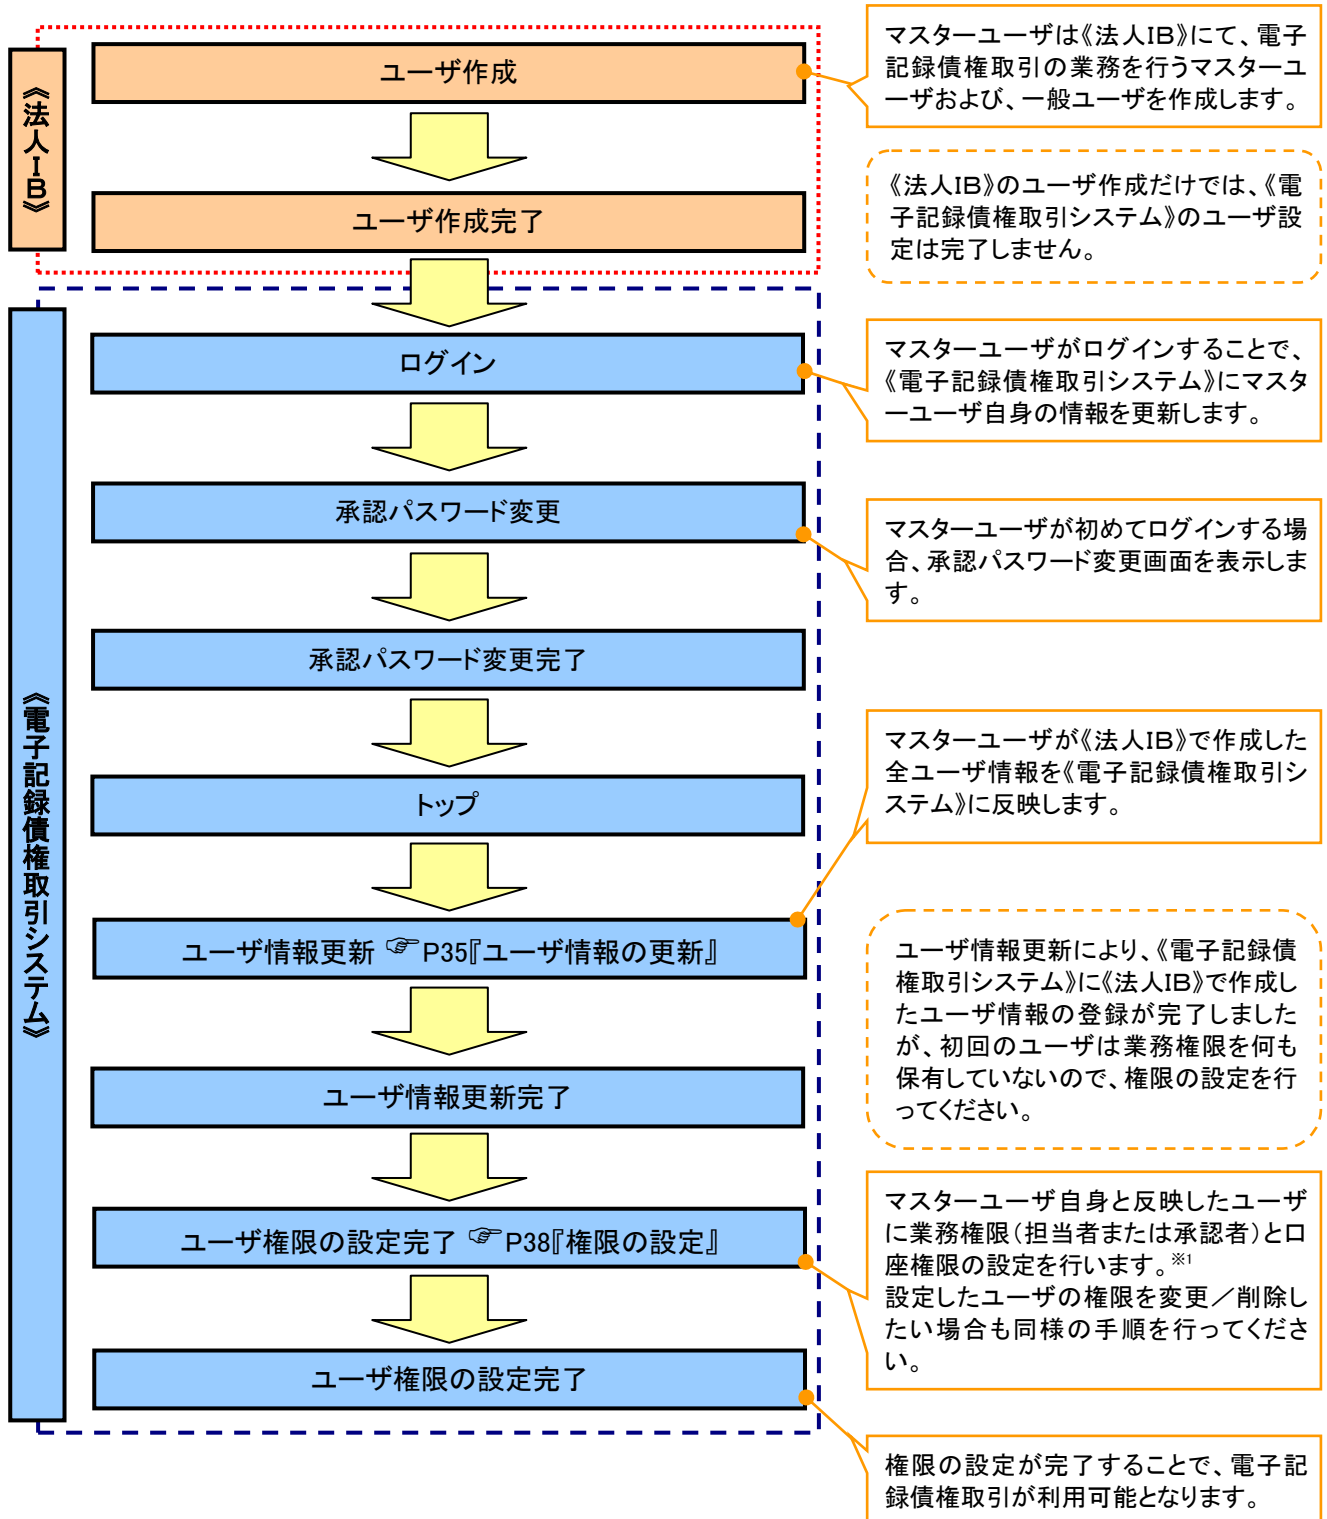 《法人ＩＢ》
ユーザ作成
マスターユーザは《法人IB》にて、電子
記録債権取引の業務を行うマスターユ
ーザおよび、一般ユーザを作成します。
《法人IB》のユーザ作成だけでは、《電
子記録債権取引システム》のユーザ設
定は完了しません。
ユーザ作成完了
《電子記録債権取引システム》
ログイン
マスターユーザがログインすることで、
《電子記録債権取引システム》にマスタ
ーユーザ自身の情報を更新します。
承認パスワード変更
マスターユーザが初めてログインする場
合、承認パスワード変更画面を表示しま
す。
承認パスワード変更完了
トップ
マスターユーザが《法人IB》で作成した
全ユーザ情報を《電子記録債権取引シ
ステム》に反映します。
ユーザ情報更新 ☞P35『ユーザ情報の更新』
ユーザ情報更新により、《電子記録債
権取引システム》に《法人IB》で作成し
たユーザ情報の登録が完了しました
が、初回のユーザは業務権限を何も
保有していないので、権限の設定を行
ってください。
ユーザ情報更新完了
ユーザ権限の設定完了 ☞P38『権限の設定』
マスターユーザ自身と反映したユーザ
に業務権限（担当者または承認者）と口
座権限の設定を行います。※1
設定したユーザの権限を変更／削除し
たい場合も同様の手順を行ってくださ
い。
ユーザ権限の設定完了
権限の設定が完了することで、電子記
録債権取引が利用可能となります。